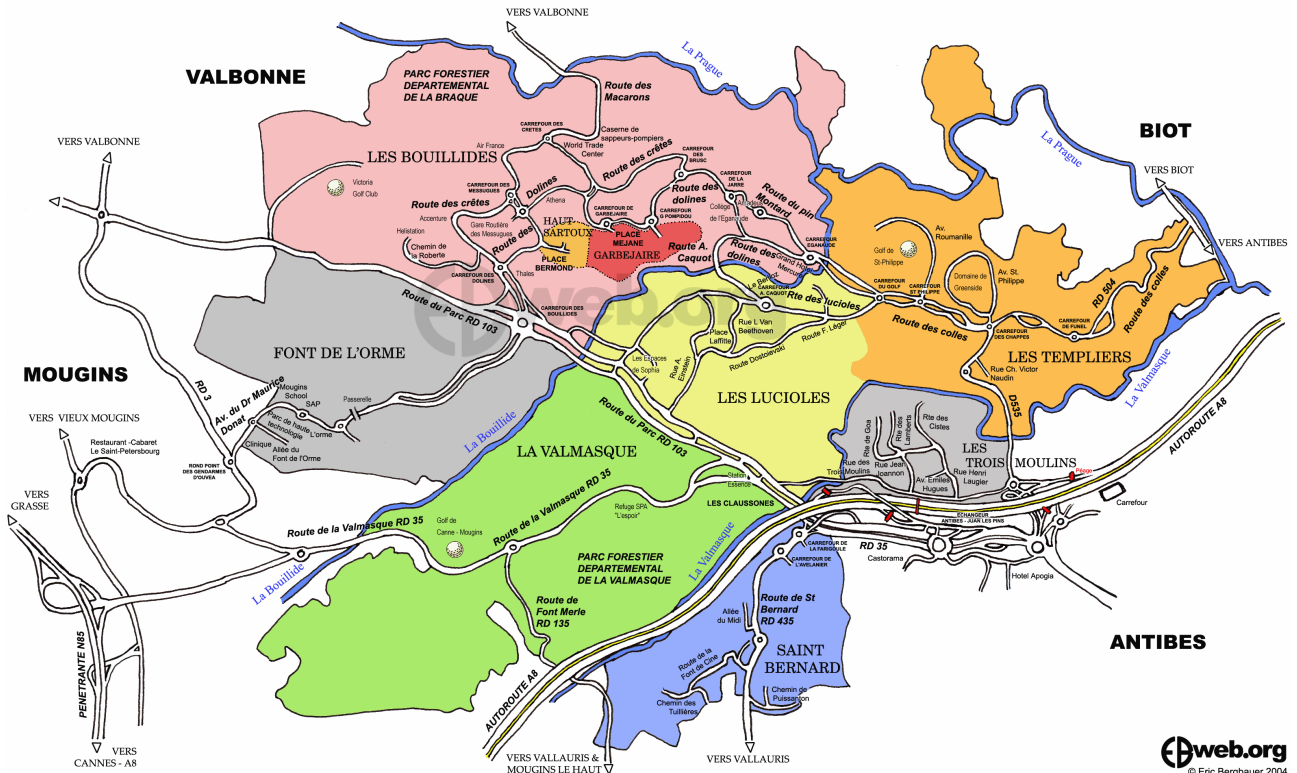 VERS VALBONNE
La Prague
VALBONNE
PARC FORESTIER
DEPARTEMENTAL
DE LA BRAQUE
Route des
Macarons
BIOT
VERS VALBONNE
CARREFOUR DES
CRETES
Caserne de
sappeurs-pompiers
La Prague
Air France
World Trade
Center
LES BOUILLIDES
Route des crêtes
CARREFOUR
DES
BRUSC
VERS BIOT
Victoria
Golf Club
CARREFOUR DES
MESSUGUES
Dolines
Athena
Route des
dolines
CARREFOUR
DE LA
JARRE
Route du pin
Montard
Route des crêtes
Accenture
Gare Routière
des Messugues
CARREFOUR DE
GARBEJAIRE
CARREFOUR
G POMPIDOU
Collège
de l'Eganaude
Amadeus
Helistation
Chemin de
la Roberte
Route des
HAUT
SARTOUX
PLACE
MEJANE
GARBEJAIRE
PLACE
BERMOND
Route A.
Caquot
Route des
dolines
CARREFOUR
EGANAUDE
Grand Hotel
Mercure
Golf de
St-Philippe
Av.
Roumanille
VERS ANTIBES
CARREFOUR DES
DOLINES
Thales
Le Bereoz
CARREFOUR
A. CAQUOT
Rte des lucioles
CARREFOUR
DU GOLF
CARREFOUR
ST PHILIPPE
Domaine de
Greenside
Av. St.
Philippe
RD 504
Route des colles
Route du Parc RD 103
CARREFOUR DES
BOUILLIDES
EBweb.org
Rue L Van
Beethoven
Place
Laffitte
Route F. Léger
Route des colles
CARREFOUR
DES CHAPPES
CARREFOUR
DE FUNEL
FONT DE L'ORME
Les Espaces
de Sophia
Rue A.
Einstein
Route Dostoïevski
LES TEMPLIERS
Rue Ch. Victor
Naudin
MOUGINS
RD 3
Av. du Dr Maurice
Donat
Mougins
School
SAP
Passerelle
LES LUCIOLES
La Valmasque
D535
VERS VIEUX MOUGINS
Restaurant -Cabaret
Le Saint-Petersbourg
Parc de haute
technologie
L'orme
Clinique
Allée du
Font de l'Orme
La Bouillide
Route du Parc RD 103
Rte de Goa
Rte des
Lamberts
Rte des
Cistes
AUTOROUTE A8
LA VALMASQUE
LES
TROIS MOULINS
ROND POINT
DES GENDARMES
D'OUVEA
Rue des
Trois Moulins
Rue Jean
Joannon
Av. Emiles
Hugues
Rue Henri
Laugier
Péage
Station
Essence
VERS
GRASSE
Route de la Valmasque RD 35
Route de la Valmasque RD 35
Golf de
Canne - Mougins
Refuge SPA
"L'espoir"
LES CLAUSSONES
Carrefour
ECHANGEUR
ANTIBES - JUAN LES PINS
PARC FORESTIER
DEPARTEMENTAL
DE LA VALMASQUE
La Valmasque
CARREFOUR DE
LA FARIGOULE
CARREFOUR DE
L'AVELANIER
RD 35
Castorama
Hotel Apogia
La Bouillide
Route de
Font Merle
RD 135
Route de St
Bernard
RD 435
Allée
du Midi
ANTIBES
PENETRANTE N85
SAINT
BERNARD
Route de la
Font de Cine
Chemin de
Puissanton
Chemin des
Tuillières
AUTOROUTE A8
VERS
CANNES - A8
VERS VALLAURIS &
MOUGINS LE HAUT
VERS VALLAURIS
EBweb.org
© Eric Bergbauer 2004